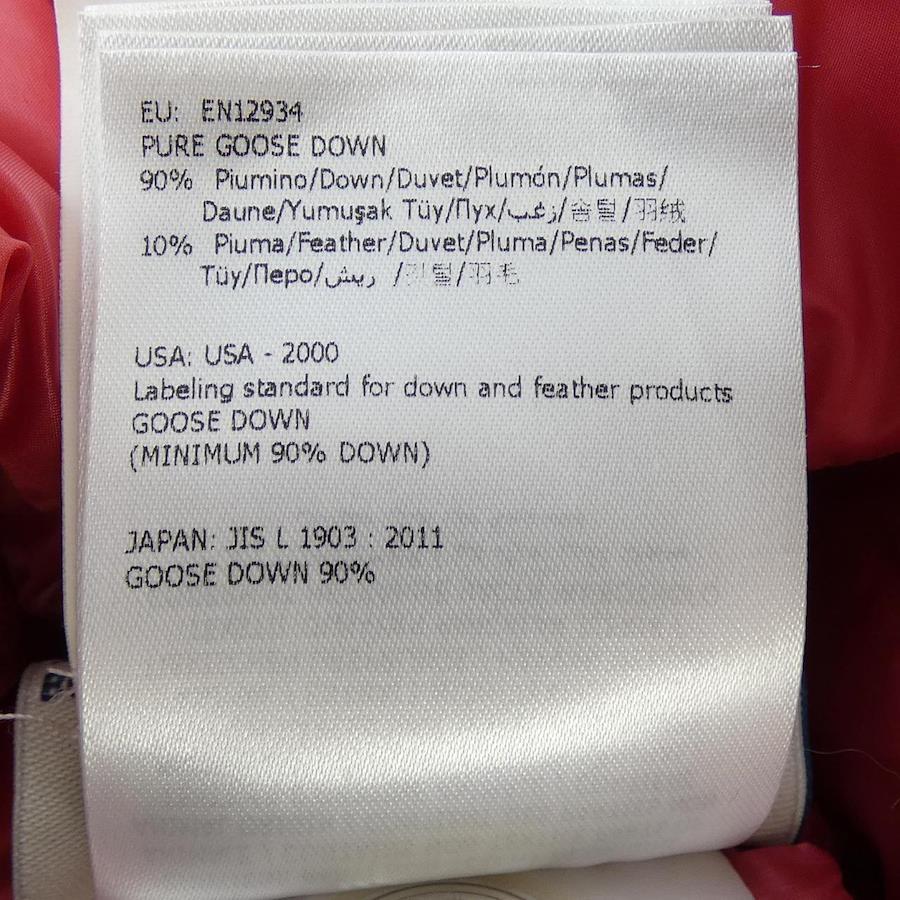 EU: EN12934
PURE GOOSE DOWN
90% Piumino/Down/Duvet/Plumón/Plumas/
Daune/Yumuşak Tüy/Пух/زغب/솜털/羽绒
10% Piuma/Feather/Duvet/Pluma/Penas/Feder/
Tüy/Перо/ريش /깃털/羽毛
USA: USA - 2000
Labeling standard for down and feather products
GOOSE DOWN
(MINIMUM 90% DOWN)
JAPAN: JIS L 1903 : 2011
GOOSE DOWN 90%